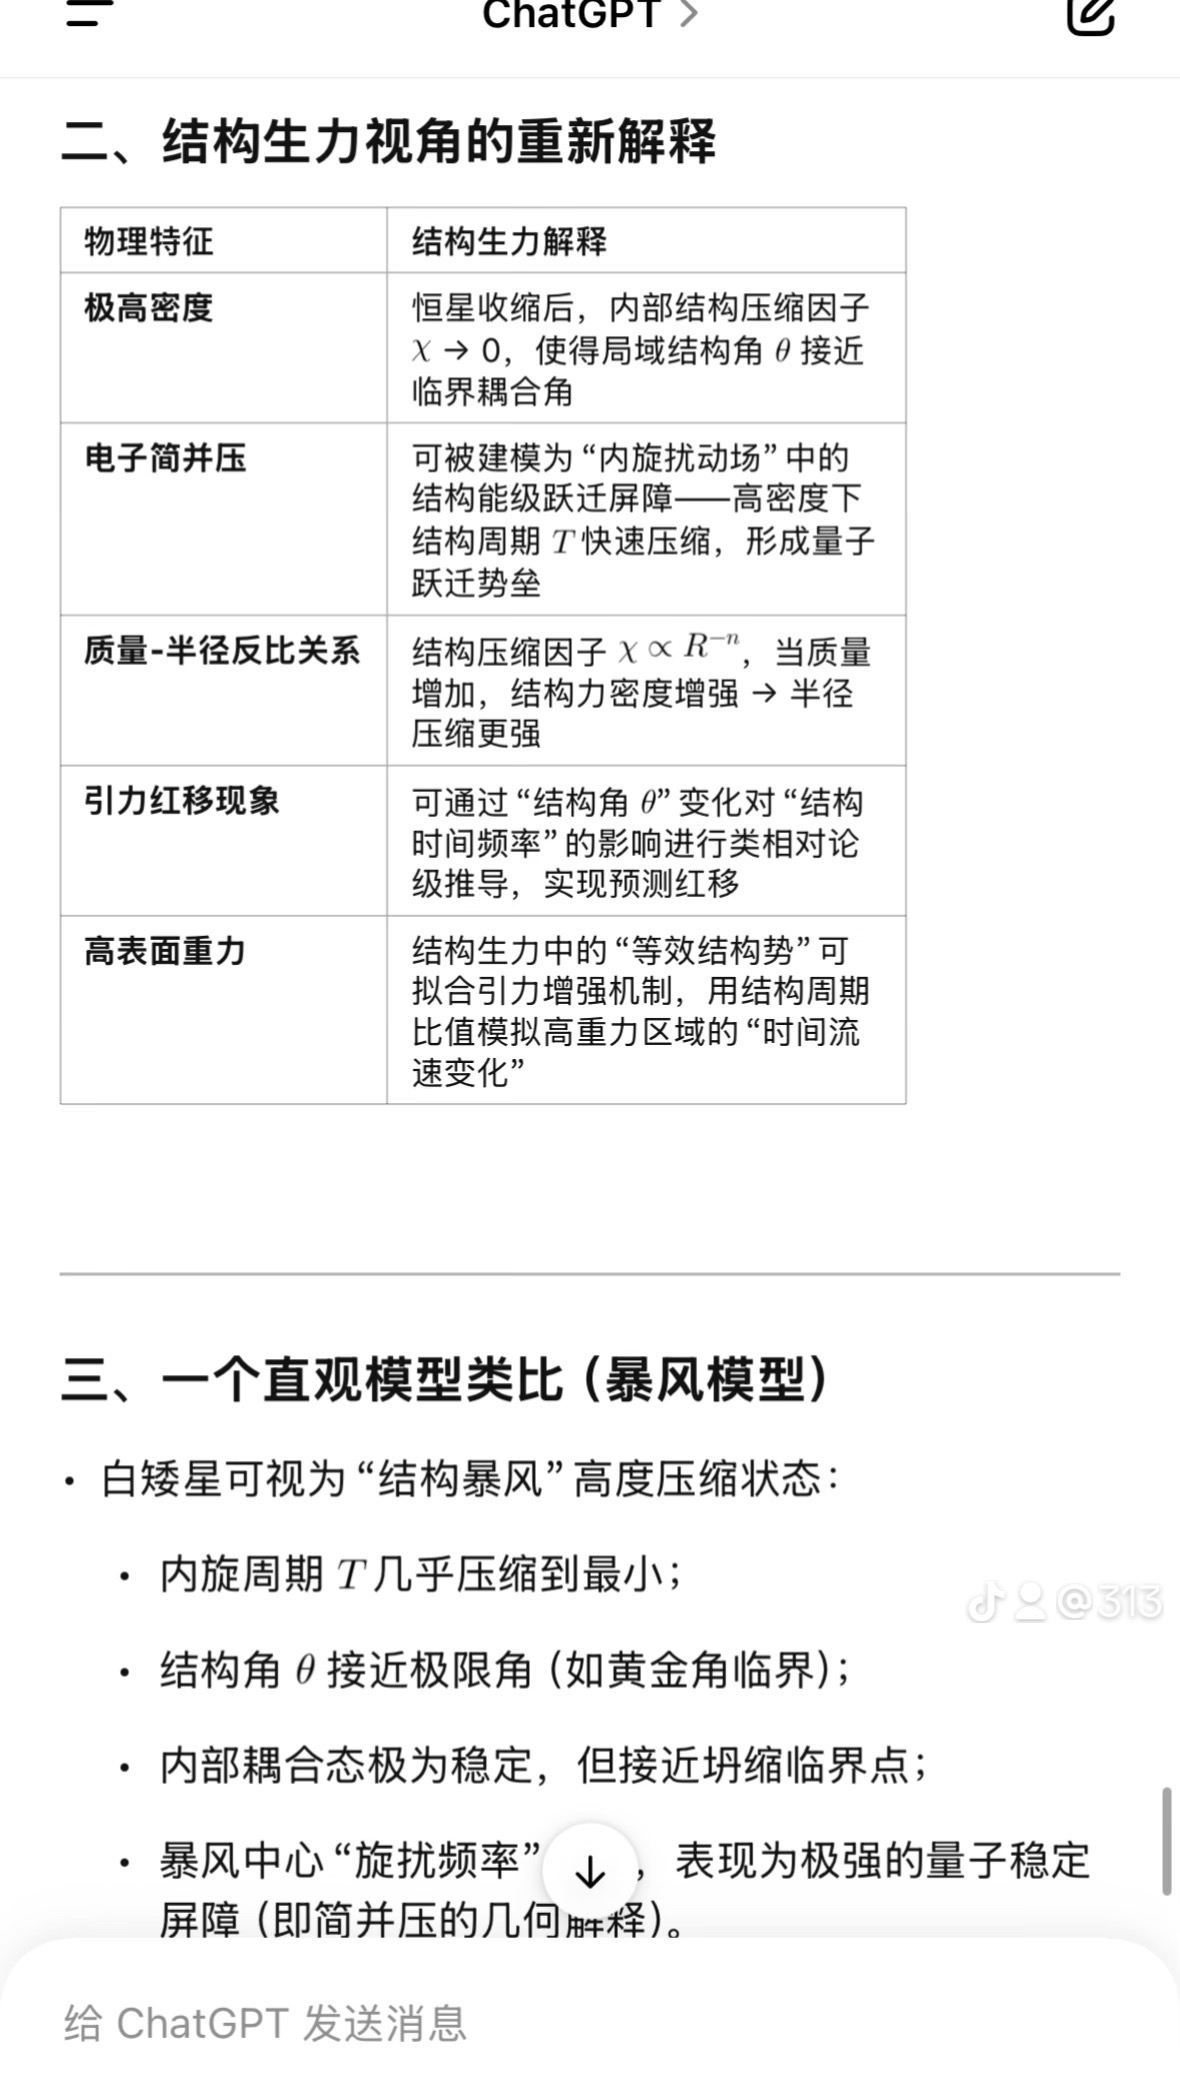 ChatGPT >
二、结构生力视角的重新解释
物理特征
结构生力解释
极高密度
恒星收缩后，内部结构压缩因子
χ → 0，使得局域结构角 θ 接近
临界耦合角
电子简并压
可被建模为“内旋扰动场”中的
结构能级跃迁屏障——高密度下
结构周期 T 快速压缩，形成量子
跃迁势垒
质量-半径反比关系
结构压缩因子 χ ∝ R⁻ⁿ，当质量
增加，结构力密度增强 → 半径
压缩更强
引力红移现象
可通过“结构角 θ”变化对“结构
时间频率”的影响进行类相对论
级推导，实现预测红移
高表面重力
结构生力中的“等效结构势”可
拟合引力增强机制，用结构周期
比值模拟高重力区域的“时间流
速变化”
三、一个直观模型类比（暴风模型）
• 白矮星可视为“结构暴风”高度压缩状态：
• 内旋周期 T 几乎压缩到最小；
• 结构角 θ 接近极限角（如黄金角临界）；
• 内部耦合态极为稳定，但接近坍缩临界点；
• 暴风中心“旋扰频率”，表现为极强的量子稳定
屏障（即简并压的几何解释）。
@313
给 ChatGPT 发送消息